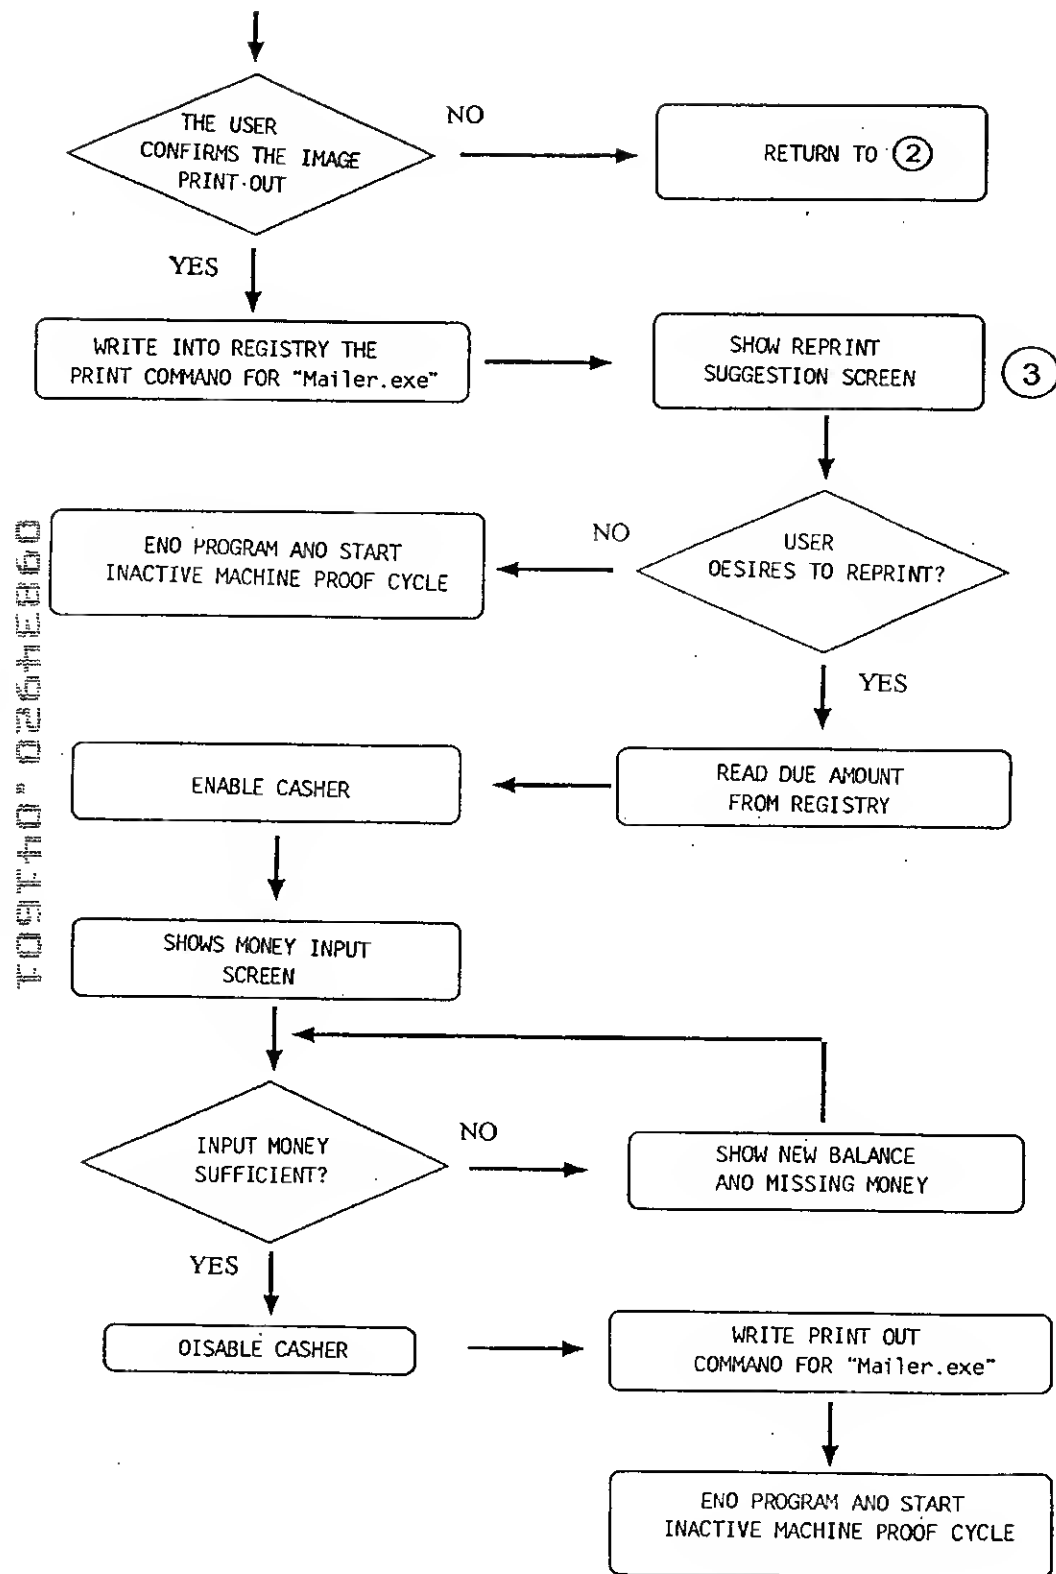 THE USER
CONFIRMS THE IMAGE
PRINT-OUT
NO
RETURN TO 2
YES
WRITE INTO REGISTRY THE
PRINT COMMANO FOR "Mailer.exe"
SHOW REPRINT
SUGGESTION SCREEN
3
ENO PROGRAM AND START
INACTIVE MACHINE PROOF CYCLE
NO
USER
OESIRES TO REPRINT?
YES
ENABLE CASHER
READ DUE AMOUNT
FROM REGISTRY
SHOWS MONEY INPUT
SCREEN
INPUT MONEY
SUFFICIENT?
NO
SHOW NEW BALANCE
AND MISSING MONEY
YES
OISABLE CASHER
WRITE PRINT OUT
COMMANO FOR "Mailer.exe"
ENO PROGRAM AND START
INACTIVE MACHINE PROOF CYCLE